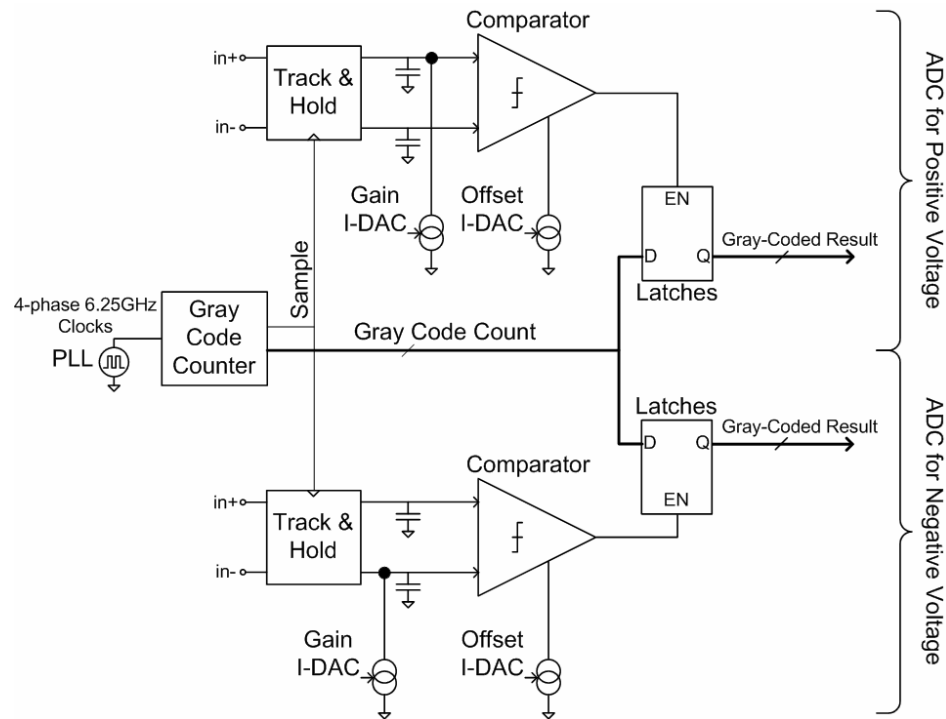 Comparator
in+
Track &
Hold
in-
Gain
I-DAC
Offset
I-DAC
EN
D
Q
Latches
Gray-Coded Result
ADC for Positive Voltage
Sample
4-phase 6.25GHz
Clocks
PLL
Gray
Code
Counter
Gray Code Count
Latches
D
Q
EN
Gray-Coded Result
ADC for Negative Voltage
Comparator
in+
Track &
Hold
in-
Gain
I-DAC
Offset
I-DAC